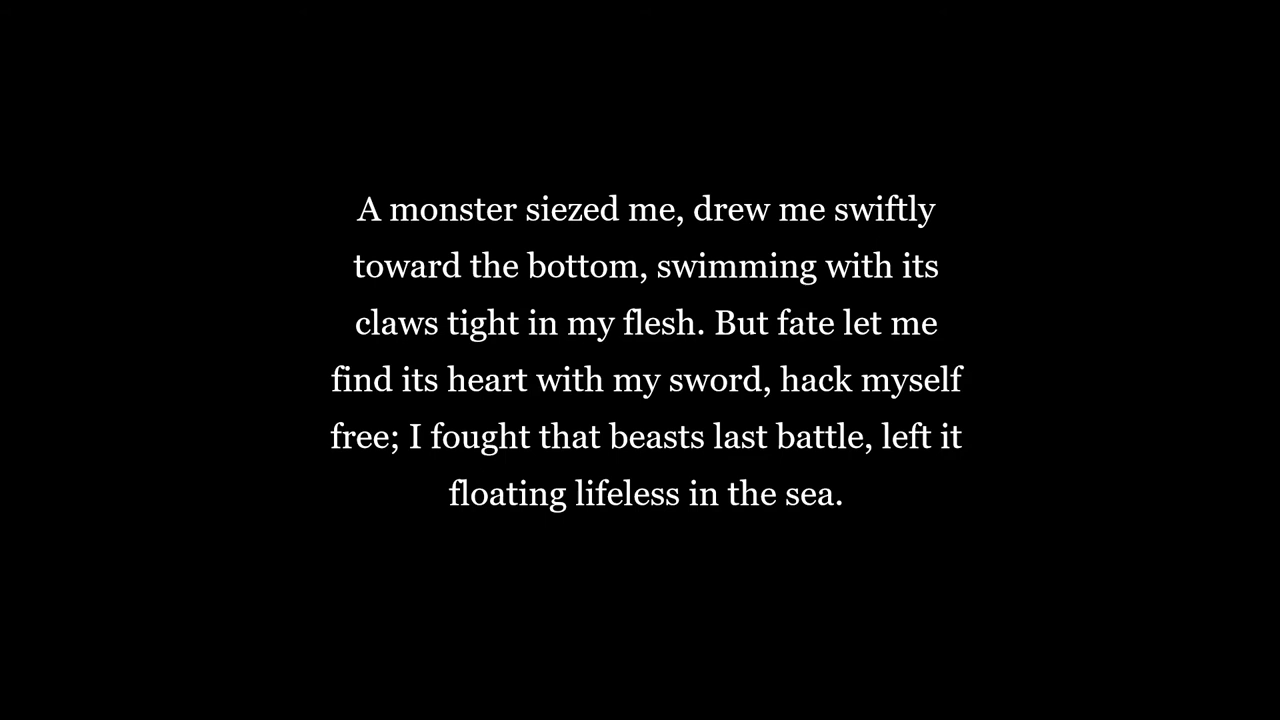 A monster siezed me, drew me swiftly
toward the bottom, swimming with its
claws tight in my flesh. But fate let me
find its heart with my sword, hack myself
free; I fought that beasts last battle, left it
floating lifeless in the sea.